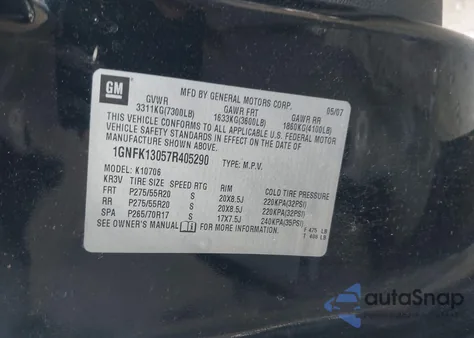 GM
MFD BY GENERAL MOTORS CORP. 05/07
GVWR GAWR FRT GAWR RR
3311KG(7300LB) 1633KG(3600LB) 1860KG(4100LB)
THIS VEHICLE CONFORMS TO ALL APPLICABLE U.S. FEDERAL MOTOR
VEHICLE SAFETY STANDARDS IN EFFECT ON THE DATE OF
MANUFACTURE SHOWN ABOVE.
1GNFK13057R405290 TYPE: M.P.V.
MODEL: K10706
KR3V TIRE SIZE SPEED RTG RIM COLD TIRE PRESSURE
FRT P275/55R20 S 20X8.5J 220KPA(32PSI)
RR P275/55R20 S 20X8.5J 220KPA(32PSI)
SPA P265/70R17 S 17X7.5J 240KPA(35PSI)
SEE OWNER'S MANUAL i FOR MORE INFORMATION.
autoSnap